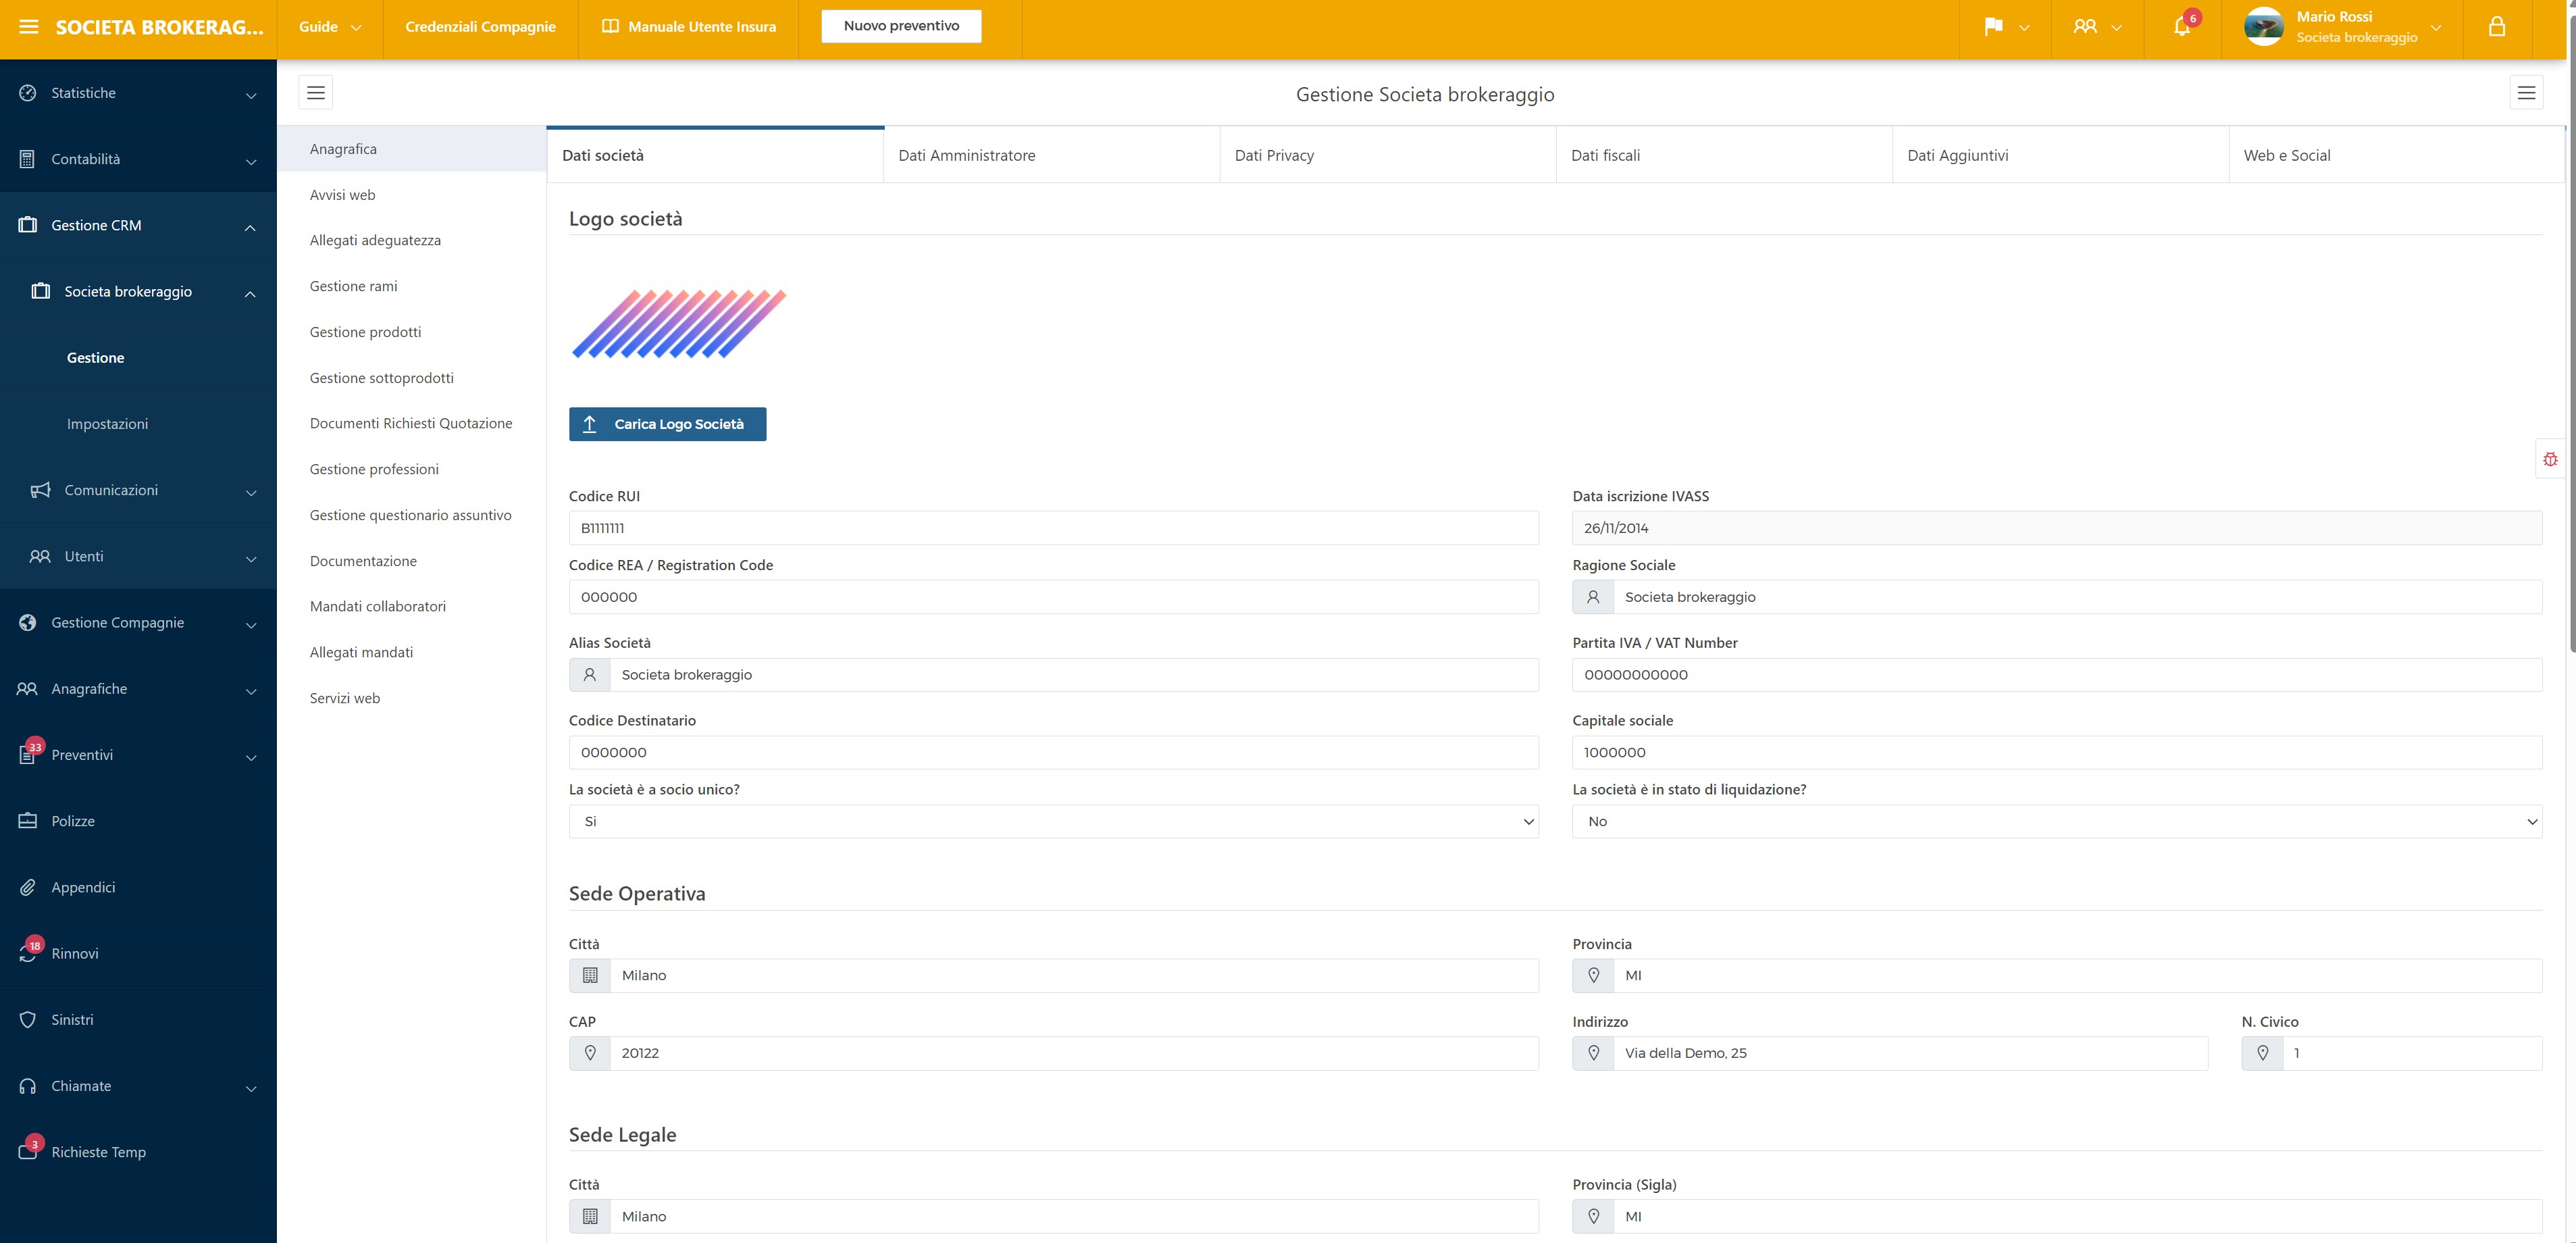 SOCIETA BROKERAG...
Guide
Credenziali Compagnie
Manuale Utente Insura
Nuovo preventivo
6
Mario Rossi
Societa brokeraggio
Statistiche
Contabilità
Gestione CRM
Societa brokeraggio
Gestione
Impostazioni
Comunicazioni
Utenti
Gestione Compagnie
Anagrafiche
33
Preventivi
Polizze
Appendici
18
Rinnovi
Sinistri
Chiamate
3
Richieste Temp
Gestione Societa brokeraggio
Anagrafica
Avvisi web
Allegati adeguatezza
Gestione rami
Gestione prodotti
Gestione sottoprodotti
Documenti Richiesti Quotazione
Gestione professioni
Gestione questionario assuntivo
Documentazione
Mandati collaboratori
Allegati mandati
Servizi web
Dati società
Dati Amministratore
Dati Privacy
Dati fiscali
Dati Aggiuntivi
Web e Social
Logo società
Carica Logo Società
Codice RUI
B1111111
Data iscrizione IVASS
26/11/2014
Codice REA / Registration Code
000000
Ragione Sociale
Societa brokeraggio
Alias Società
Societa brokeraggio
Partita IVA / VAT Number
00000000000
Codice Destinatario
0000000
Capitale sociale
1000000
La società è a socio unico?
Si
La società è in stato di liquidazione?
No
Sede Operativa
Città
Milano
Provincia
MI
CAP
20122
Indirizzo
Via della Demo, 25
N. Civico
1
Sede Legale
Città
Milano
Provincia (Sigla)
MI